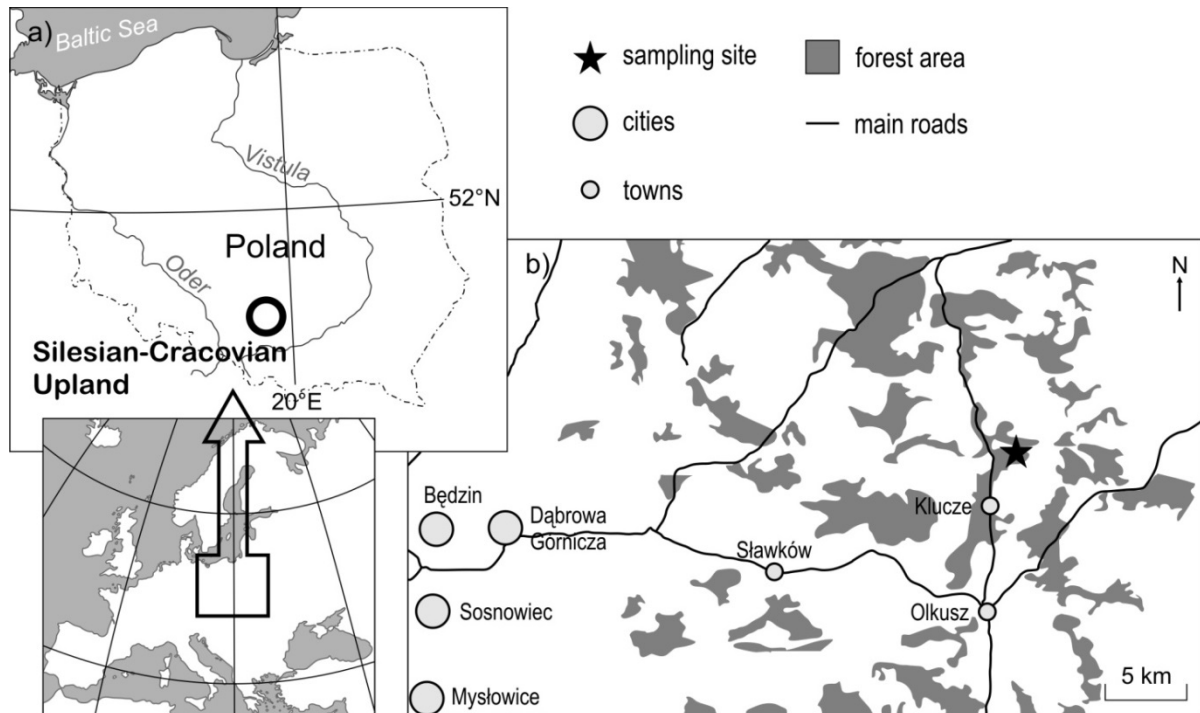 a)
Baltic Sea
Vistula
52°N
Poland
Oder
Silesian-Cracovian
Upland
20°E
sampling site
forest area
cities
main roads
towns
b)
N
Będzin
Dąbrowa
Górnicza
Klucze
Sławków
Sosnowiec
Olkusz
Mysłowice
5 km